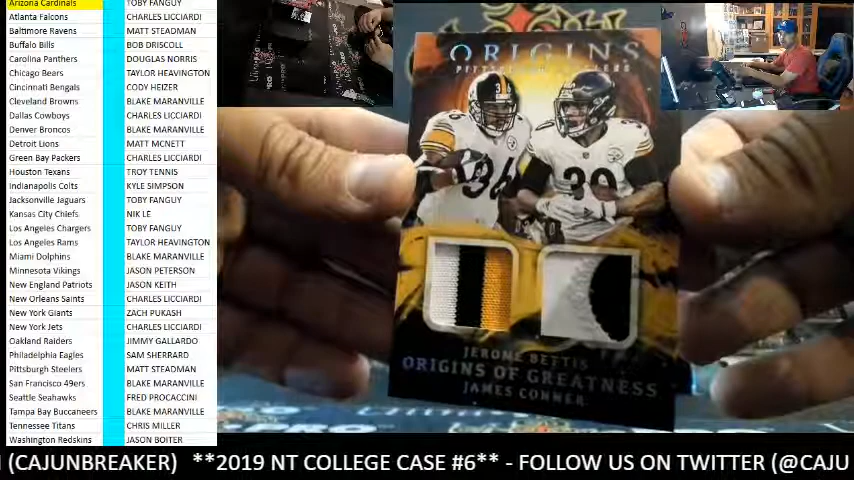 Arizona Cardinals TOBY FANGUY
Atlanta Falcons CHARLES LICCIARDI
Baltimore Ravens MATT STEADMAN
Buffalo Bills BOB DRISCOLL
Carolina Panthers DOUGLAS NORRIS
Chicago Bears TAYLOR HEAVINGTON
Cincinnati Bengals CODY HEIZER
Cleveland Browns BLAKE MARANVILLE
Dallas Cowboys CHARLES LICCIARDI
Denver Broncos BLAKE MARANVILLE
Detroit Lions MATT MCNETT
Green Bay Packers CHARLES LICCIARDI
Houston Texans TROY TENNIS
Indianapolis Colts KYLE SIMPSON
Jacksonville Jaguars TOBY FANGUY
Kansas City Chiefs NIK LE
Los Angeles Chargers TOBY FANGUY
Los Angeles Rams TAYLOR HEAVINGTON
Miami Dolphins BLAKE MARANVILLE
Minnesota Vikings JASON PETERSON
New England Patriots JASON KEITH
New Orleans Saints CHARLES LICCIARDI
New York Giants ZACH PUKASH
New York Jets CHARLES LICCIARDI
Oakland Raiders JIMMY GALLARDO
Philadelphia Eagles SAM SHERRARD
Pittsburgh Steelers MATT STEADMAN
San Francisco 49ers BLAKE MARANVILLE
Seattle Seahawks FRED PROCACCINI
Tampa Bay Buccaneers BLAKE MARANVILLE
Tennessee Titans CHRIS MILLER
Washington Redskins JASON BOITER
ORIGINS
PITTSBURGH STEELERS
36
36
30
JEROME BETTIS
ORIGINS OF GREATNESS
JAMES CONNER
(CAJUNBREAKER) **2019 NT COLLEGE CASE #6** - FOLLOW US ON TWITTER (@CAJU